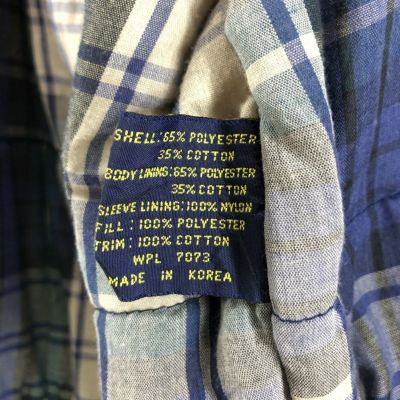 SHELL: 65% POLYESTER
35% COTTON
BODY LINING: 65% POLYESTER
35% COTTON
SLEEVE LINING: 100% NYLON
FILL: 100% POLYESTER
TRIM: 100% COTTON
WPL 7073
MADE IN KOREA